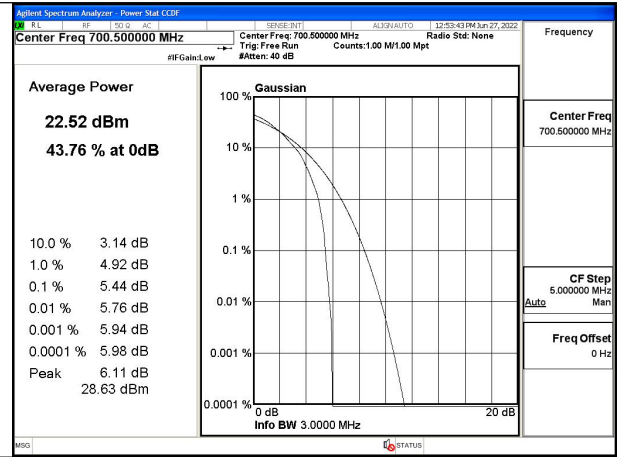 Agilent Spectrum Analyzer - Power Stat CCDF
RL RF 50 Ω AC SENSE:INT ALIGNAUTO 12:53:43 PM Jun 27, 2022
Center Freq 700.500000 MHz
Center Freq: 700.500000 MHz Radio Std: None
Trig: Free Run Counts:1.00 M/1.00 Mpt
#IFGain:Low #Atten: 40 dB
Average Power
22.52 dBm
43.76 % at 0dB
10.0 % 3.14 dB
1.0 % 4.92 dB
0.1 % 5.44 dB
0.01 % 5.76 dB
0.001 % 5.94 dB
0.0001 % 5.98 dB
Peak 6.11 dB
28.63 dBm
Gaussian
100 %
10 %
1 %
0.1 %
0.01 %
0.001 %
0.0001 %
0 dB 20 dB
Info BW 3.0000 MHz
Frequency
Center Freq
700.500000 MHz
CF Step
5.000000 MHz
Auto Man
Freq Offset
0 Hz
MSG STATUS